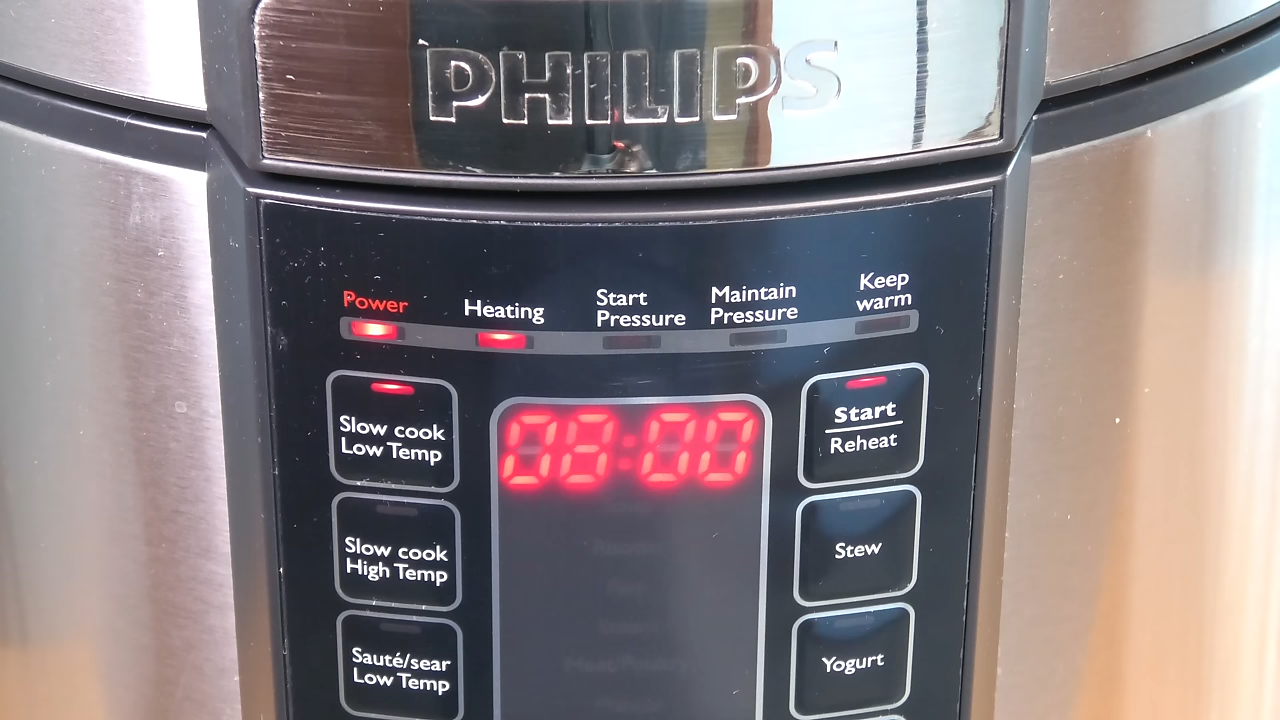 PHILIPS
Power
Heating
Start
Pressure
Maintain
Pressure
Keep
warm
Slow cook
Low Temp
08:00
Start
Reheat
Slow cook
High Temp
Stew
Sauté/sear
Low Temp
Yogurt